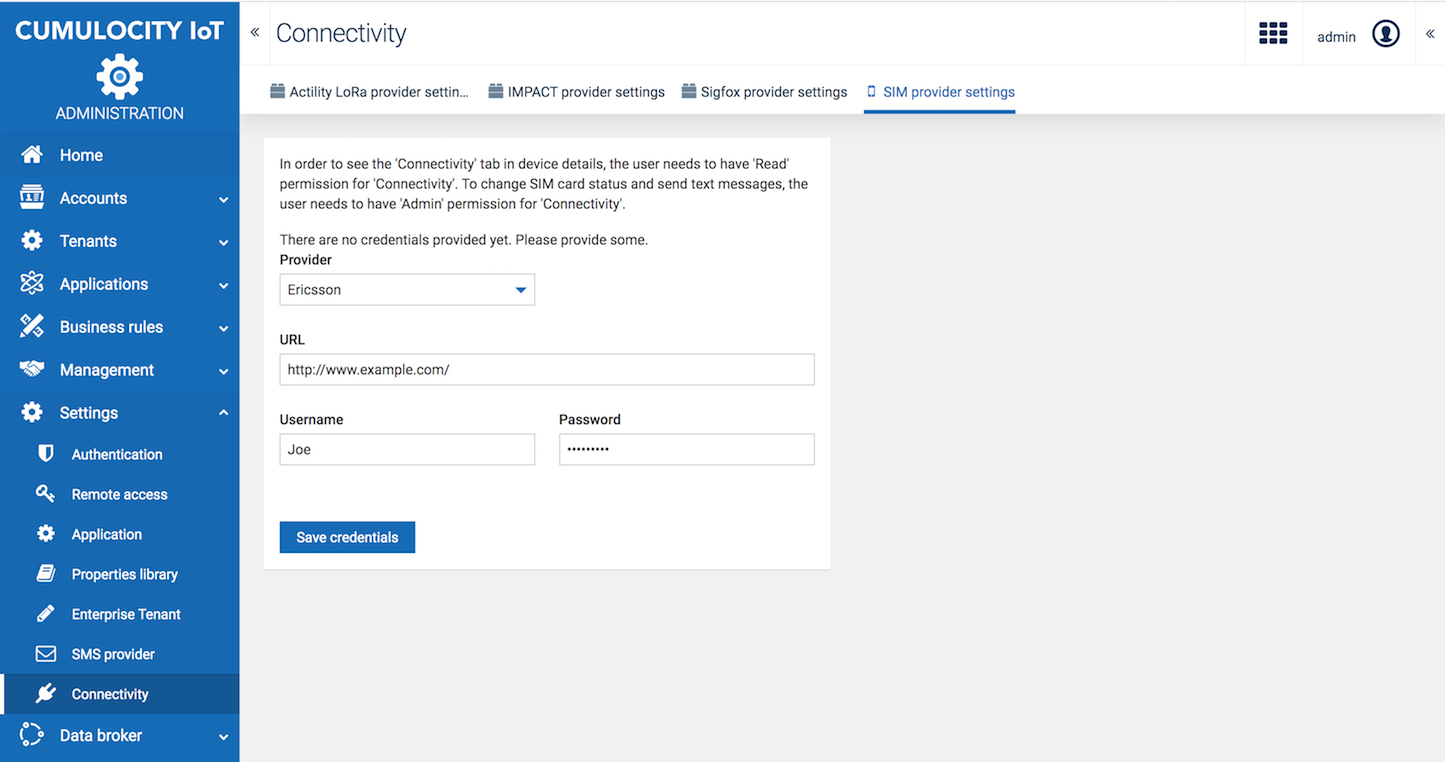 CUMULOCITY IoT
ADMINISTRATION
Home
Accounts
Tenants
Applications
Business rules
Management
Settings
Authentication
Remote access
Application
Properties library
Enterprise Tenant
SMS provider
Connectivity
Data broker
« Connectivity
admin «
Actility LoRa provider settin... IMPACT provider settings Sigfox provider settings SIM provider settings
In order to see the 'Connectivity' tab in device details, the user needs to have 'Read'
permission for 'Connectivity'. To change SIM card status and send text messages, the
user needs to have 'Admin' permission for 'Connectivity'.
There are no credentials provided yet. Please provide some.
Provider
Ericsson
URL
http://www.example.com/
Username Password
Joe •••••••••
Save credentials